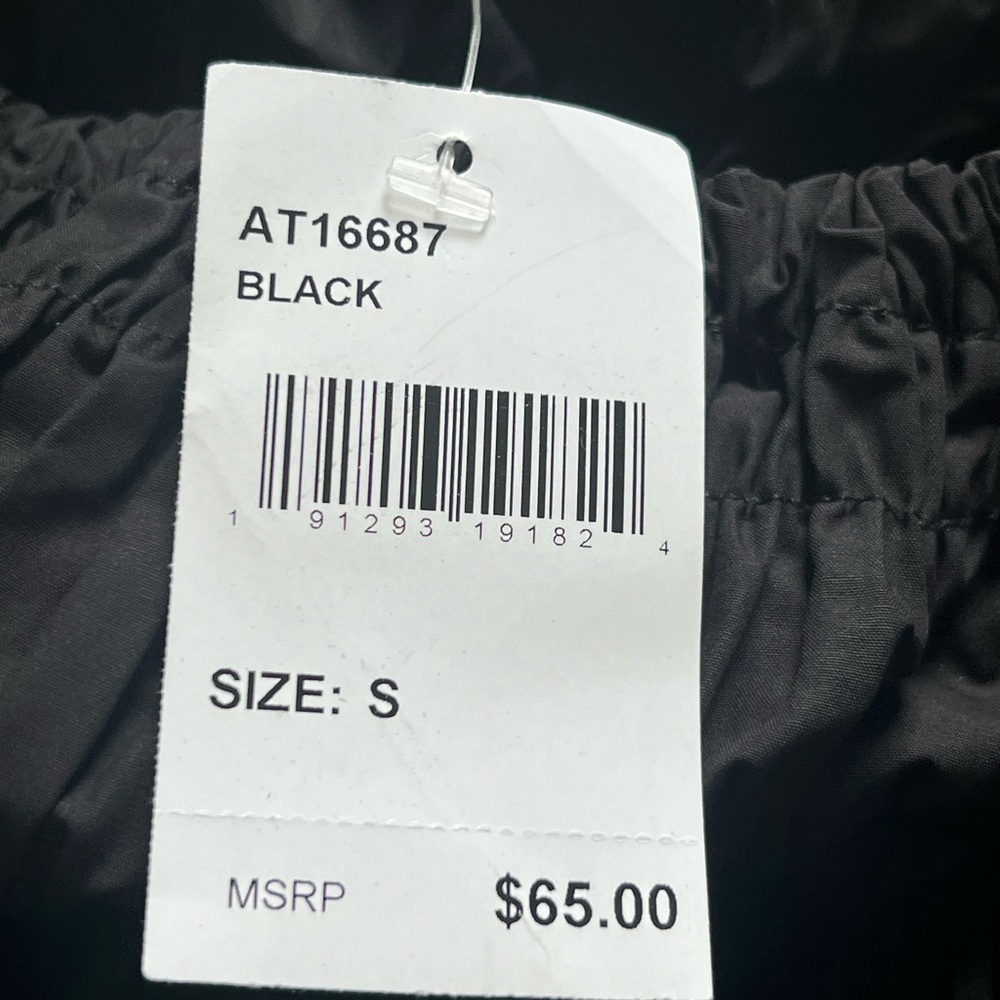 AT16687
BLACK
1 91293 19182 4
SIZE: S
MSRP $65.00